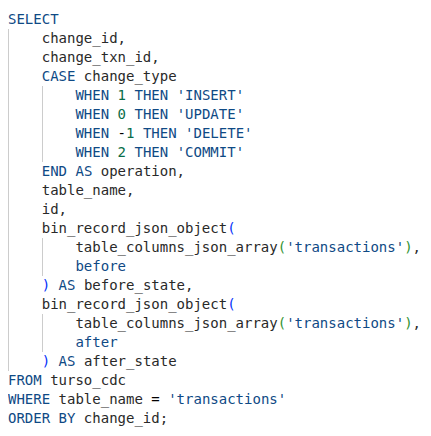 SELECT
    change_id,
    change_txn_id,
    CASE change_type
        WHEN 1 THEN 'INSERT'
        WHEN 0 THEN 'UPDATE'
        WHEN -1 THEN 'DELETE'
        WHEN 2 THEN 'COMMIT'
    END AS operation,
    table_name,
    id,
    bin_record_json_object(
        table_columns_json_array('transactions'),
        before
    ) AS before_state,
    bin_record_json_object(
        table_columns_json_array('transactions'),
        after
    ) AS after_state
FROM turso_cdc
WHERE table_name = 'transactions'
ORDER BY change_id;